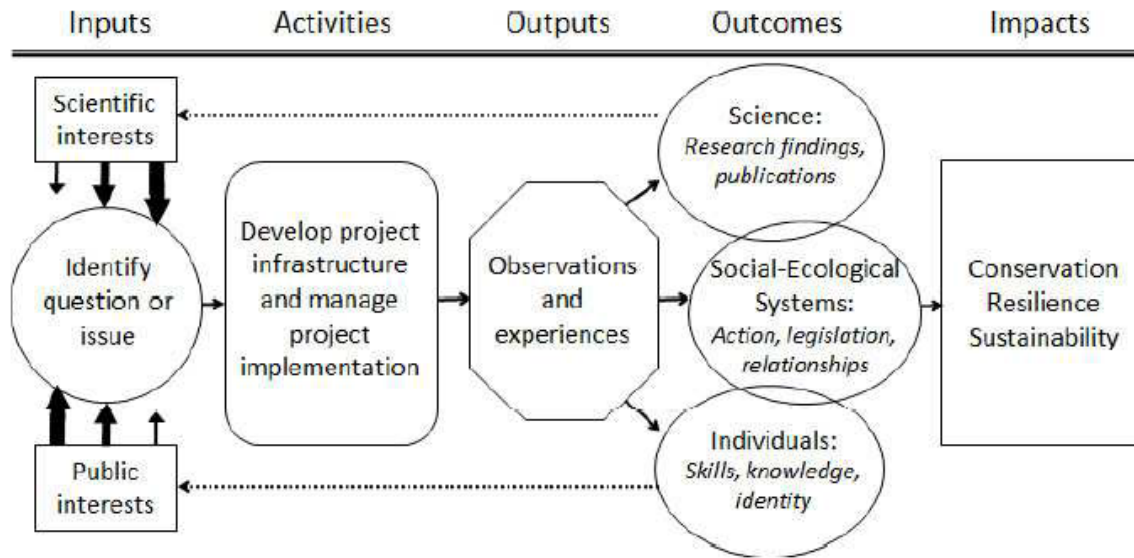 Inputs
Activities
Outputs
Outcomes
Impacts
Scientific
interests
Identify
question or
issue
Public
interests
Develop project
infrastructure
and manage
project
implementation
Observations
and
experiences
Science:
Research findings,
publications
Social-Ecological
Systems:
Action, legislation,
relationships
Individuals:
Skills, knowledge,
identity
Conservation
Resilience
Sustainability